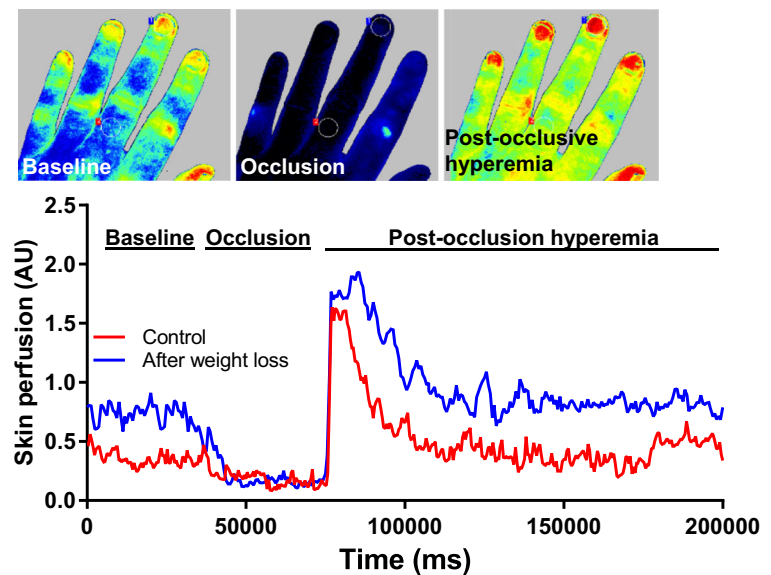 Baseline
Occlusion
Post-occlusive
hyperemia
2.5
2.0
1.5
1.0
0.5
0.0
Skin perfusion (AU)
Baseline Occlusion Post-occlusion hyperemia
Control
After weight loss
0 50000 100000 150000 200000
Time (ms)